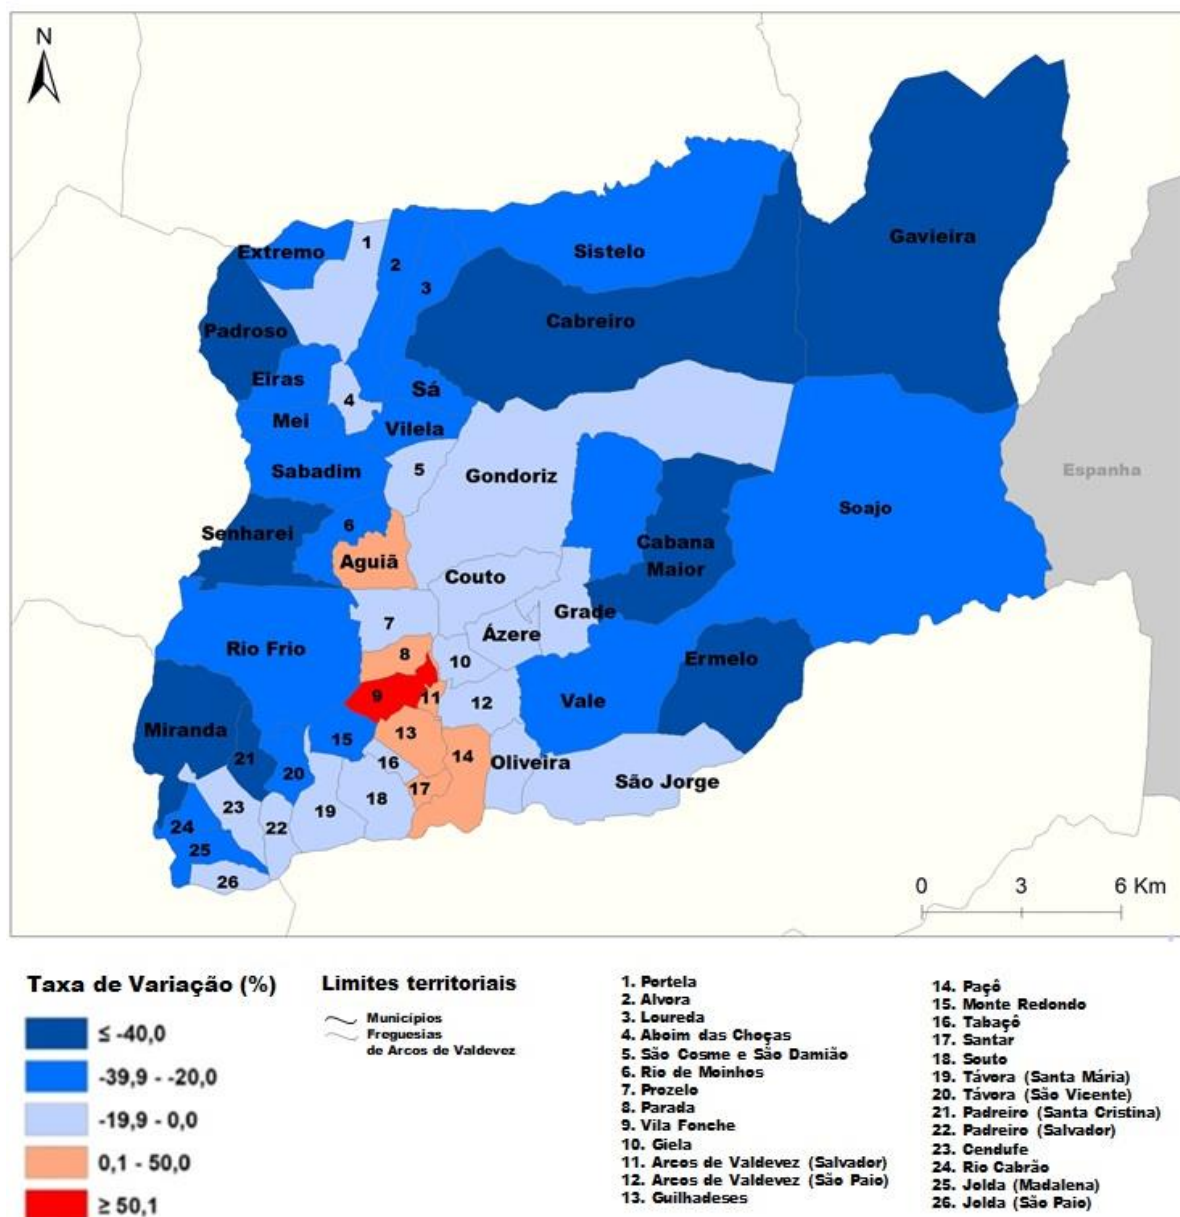 N
Gavieira
1
Extremo
Sistelo
2
3
Cabreiro
Padroso
Eiras
Sá
4
Mei
Vilela
Sabadim
5
Gondoriz
Espanha
Soajo
6
Senharei
Cabana
Maior
Aguiã
Couto
Grade
7
Ázere
Rio Frio
8
10
Ermelo
9
11
12
Vale
Miranda
13
15
14
21
16
Oliveira
20
São Jorge
17
18
23
19
24
22
25
26
0 3 6 Km
Taxa de Variação (%)
≤ -40,0
-39,9 - -20,0
-19,9 - 0,0
0,1 - 50,0
≥ 50,1
Limites territoriais
Municípios
Freguesias
de Arcos de Valdevez
1. Portela
2. Alvora
3. Loureda
4. Aboim das Choças
5. São Cosme e São Damião
6. Rio de Moinhos
7. Prozelo
8. Parada
9. Vila Fonche
10. Giela
11. Arcos de Valdevez (Salvador)
12. Arcos de Valdevez (São Paio)
13. Guilhadeses
14. Paçô
15. Monte Redondo
16. Tabaçô
17. Santar
18. Souto
19. Távora (Santa Mária)
20. Távora (São Vicente)
21. Padreiro (Santa Cristina)
22. Padreiro (Salvador)
23. Cendufe
24. Rio Cabrão
25. Jolda (Madalena)
26. Jolda (São Paio)